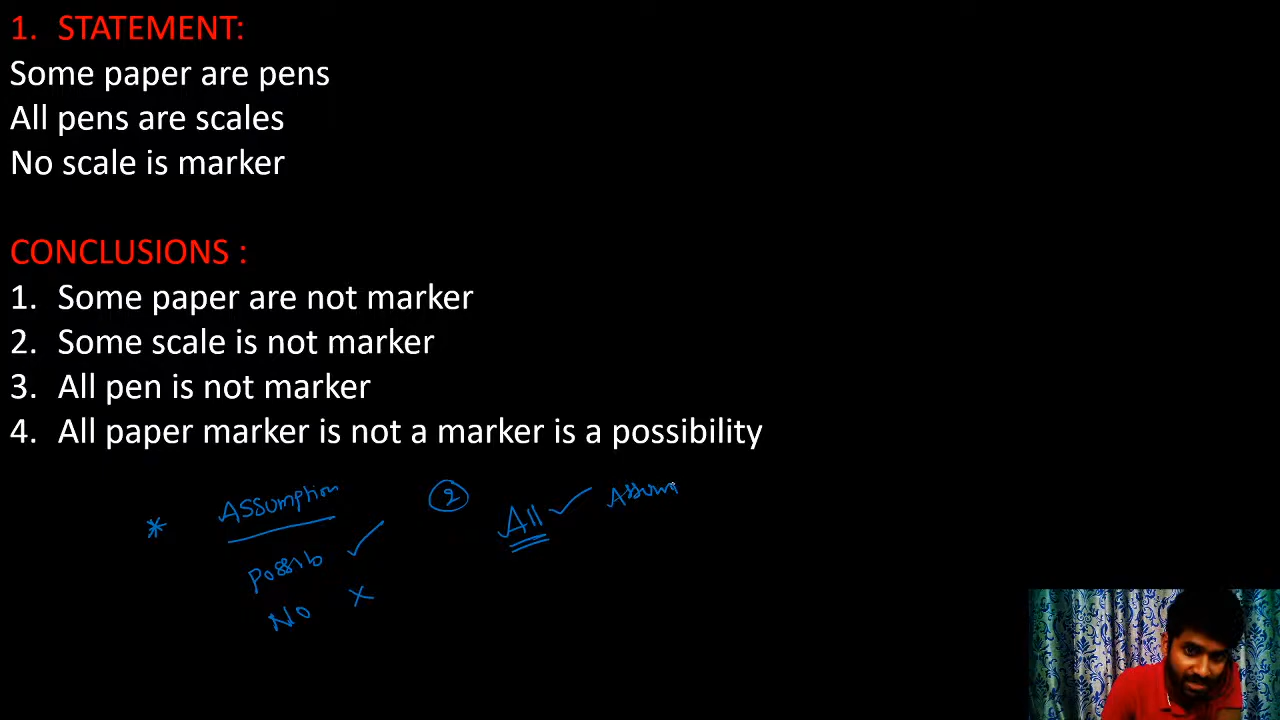 1. STATEMENT:
Some paper are pens
All pens are scales
No scale is marker
CONCLUSIONS :
1. Some paper are not marker
2. Some scale is not marker
3. All pen is not marker
4. All paper marker is not a marker is a possibility
* Assumption
Possib ✓
No ×
2 All ✓ Assum